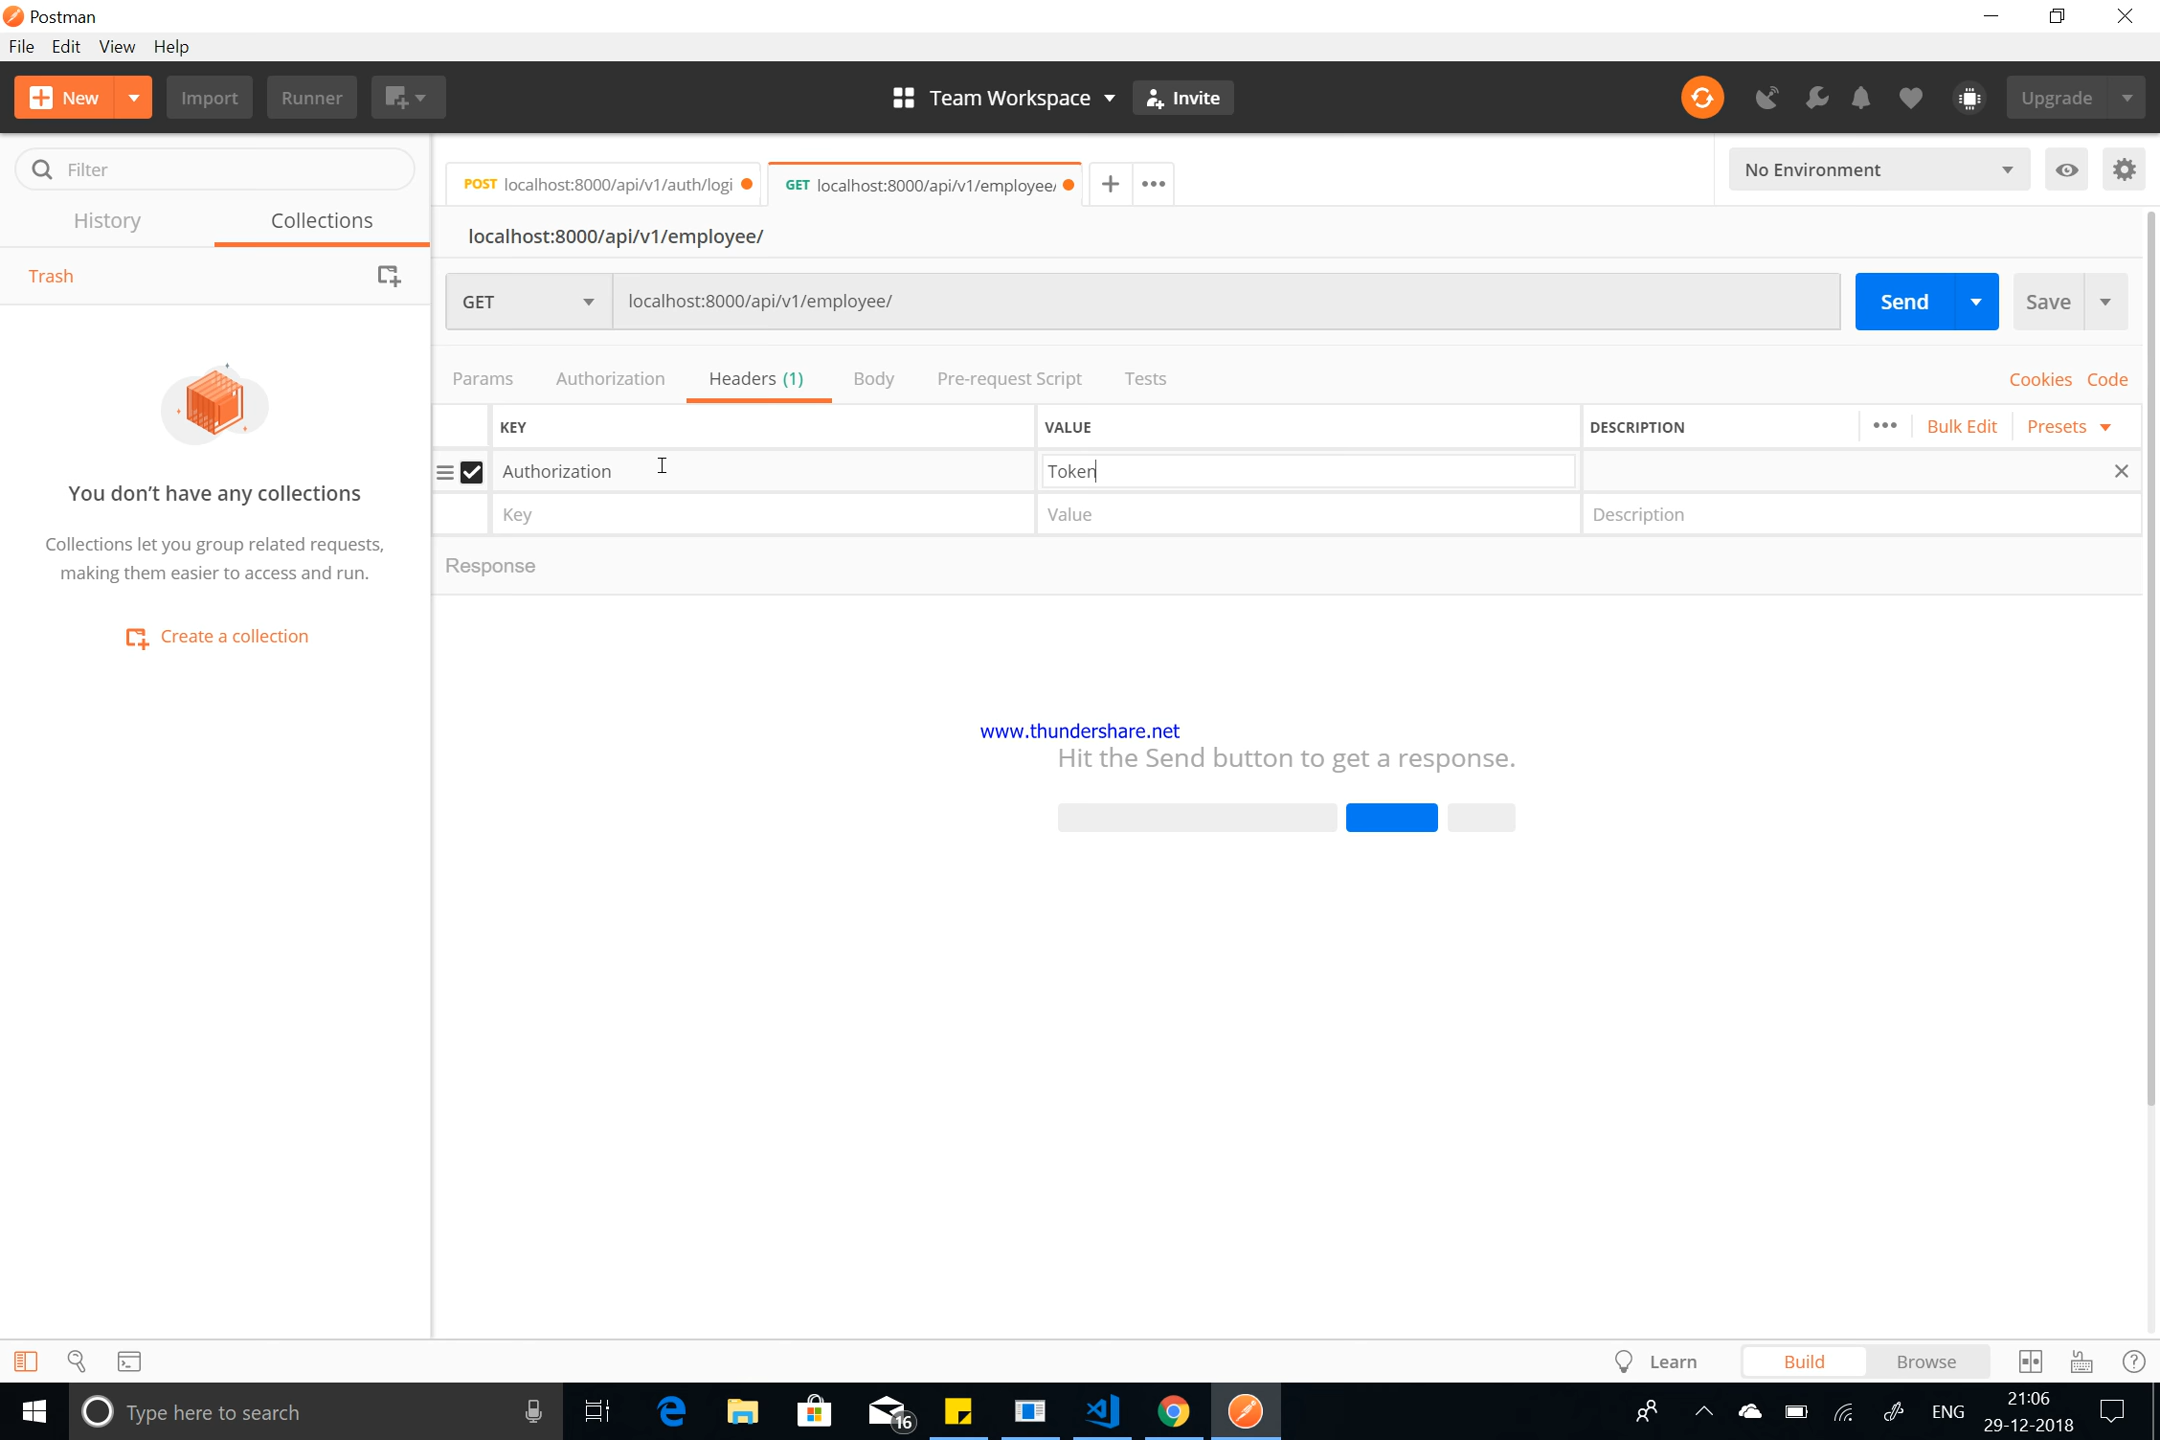 Postman
File Edit View Help
New Import Runner Team Workspace Invite Upgrade
Filter
History Collections
Trash
You don't have any collections
Collections let you group related requests,
making them easier to access and run.
Create a collection
POST localhost:8000/api/v1/auth/logi GET localhost:8000/api/v1/employee/ No Environment
localhost:8000/api/v1/employee/
GET localhost:8000/api/v1/employee/ Send Save
Params Authorization Headers (1) Body Pre-request Script Tests Cookies Code
KEY VALUE DESCRIPTION Bulk Edit Presets
Authorization Token
Key Value Description
Response
www.thundershare.net
Hit the Send button to get a response.
Learn Build Browse
Type here to search 16 ENG 21:06
29-12-2018